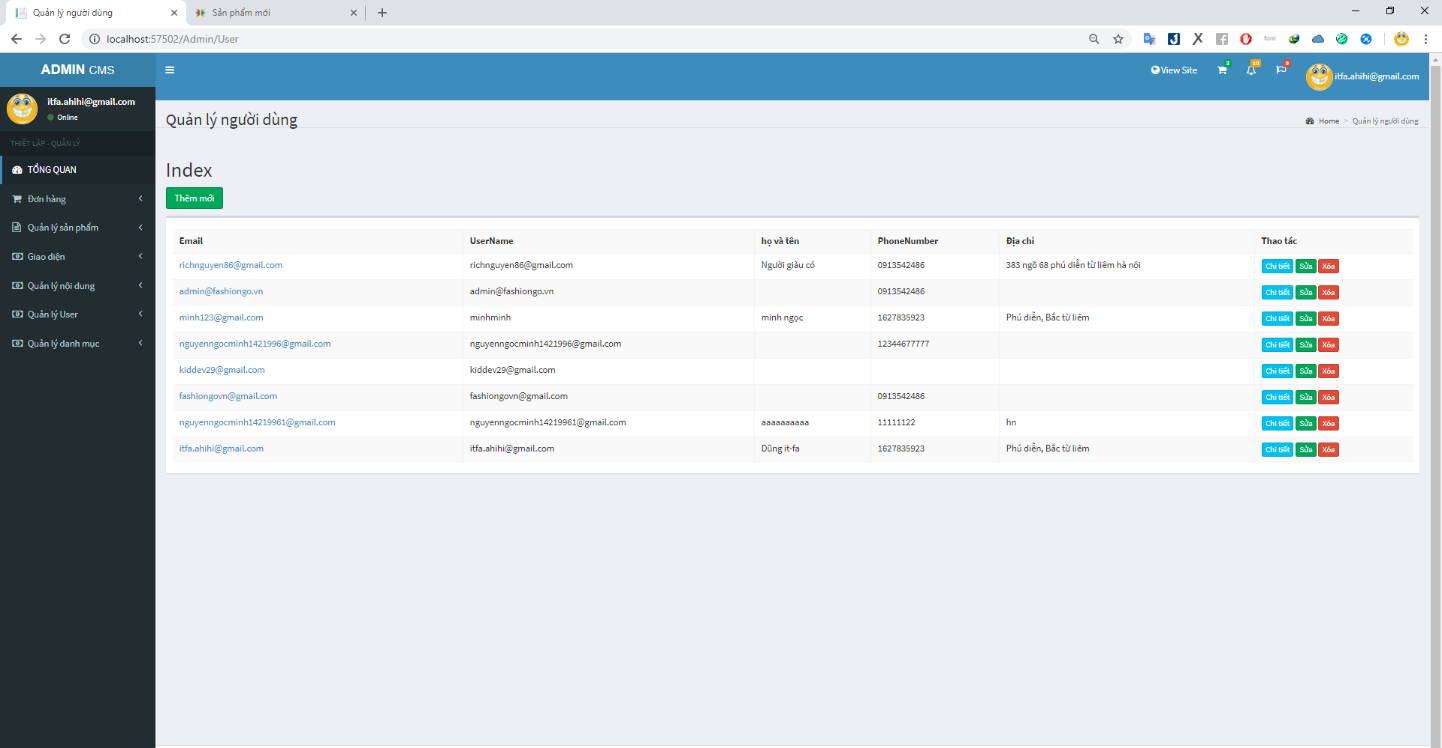 Quản lý người dùng
Sản phẩm mới
localhost:57502/Admin/User
ADMIN CMS
View Site
3
10
9
itfa.ahihi@gmail.com
itfa.ahihi@gmail.com
Online
THIẾT LẬP - QUẢN LÝ
TỔNG QUAN
Đơn hàng
Quản lý sản phẩm
Giao diện
Quản lý nội dung
Quản lý User
Quản lý danh mục
Quản lý người dùng
Home > Quản lý người dùng
Index
Thêm mới
Email UserName họ và tên PhoneNumber Địa chỉ Thao tác
richnguyen86@gmail.com richnguyen86@gmail.com Người giàu có 0913542486 383 ngõ 68 phú diễn từ liêm hà nội Chi tiết Sửa Xóa
admin@fashiongo.vn admin@fashiongo.vn 0913542486 Chi tiết Sửa Xóa
minh123@gmail.com minhminh minh ngọc 1627835923 Phú diễn, Bắc từ liêm Chi tiết Sửa Xóa
nguyenngocminh1421996@gmail.com nguyenngocminh1421996@gmail.com 12344677777 Chi tiết Sửa Xóa
kiddev29@gmail.com kiddev29@gmail.com Chi tiết Sửa Xóa
fashiongovn@gmail.com fashiongovn@gmail.com 0913542486 Chi tiết Sửa Xóa
nguyenngocminh14219961@gmail.com nguyenngocminh14219961@gmail.com aaaaaaaaaa 11111122 hn Chi tiết Sửa Xóa
itfa.ahihi@gmail.com itfa.ahihi@gmail.com Dũng it-fa 1627835923 Phú diễn, Bắc từ liêm Chi tiết Sửa Xóa